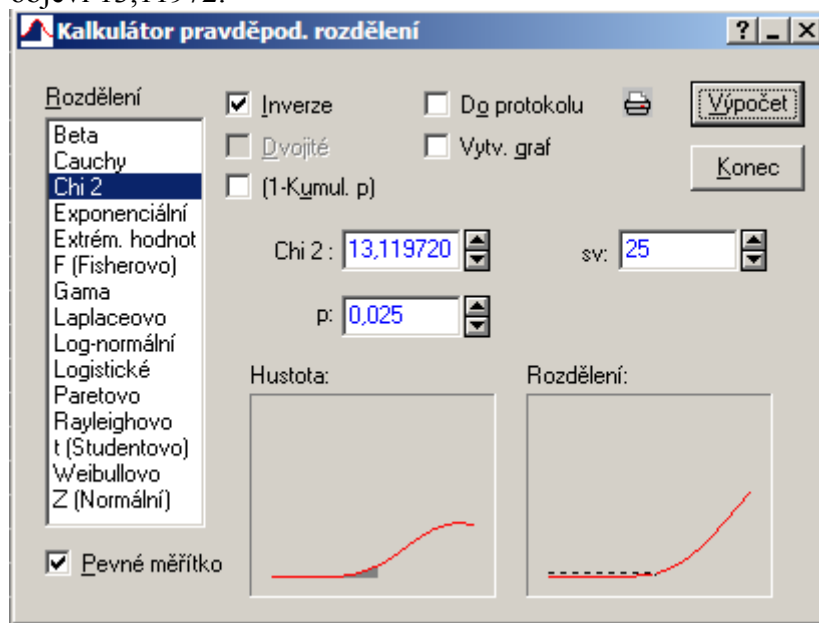 Kalkulátor pravděpod. rozdělení
Rozdělení
Beta
Cauchy
Chi 2
Exponenciální
Extrém. hodnot
F (Fisherovo)
Gama
Laplaceovo
Log-normální
Logistické
Paretovo
Rayleighovo
t (Studentovo)
Weibullovo
Z (Normální)
Pevné měřítko
Inverze
Dvojité
(1-Kumul. p)
Do protokolu
Vytv. graf
Výpočet
Konec
Chi 2 : 13,119720
sv: 25
p: 0,025
Hustota:
Rozdělení: